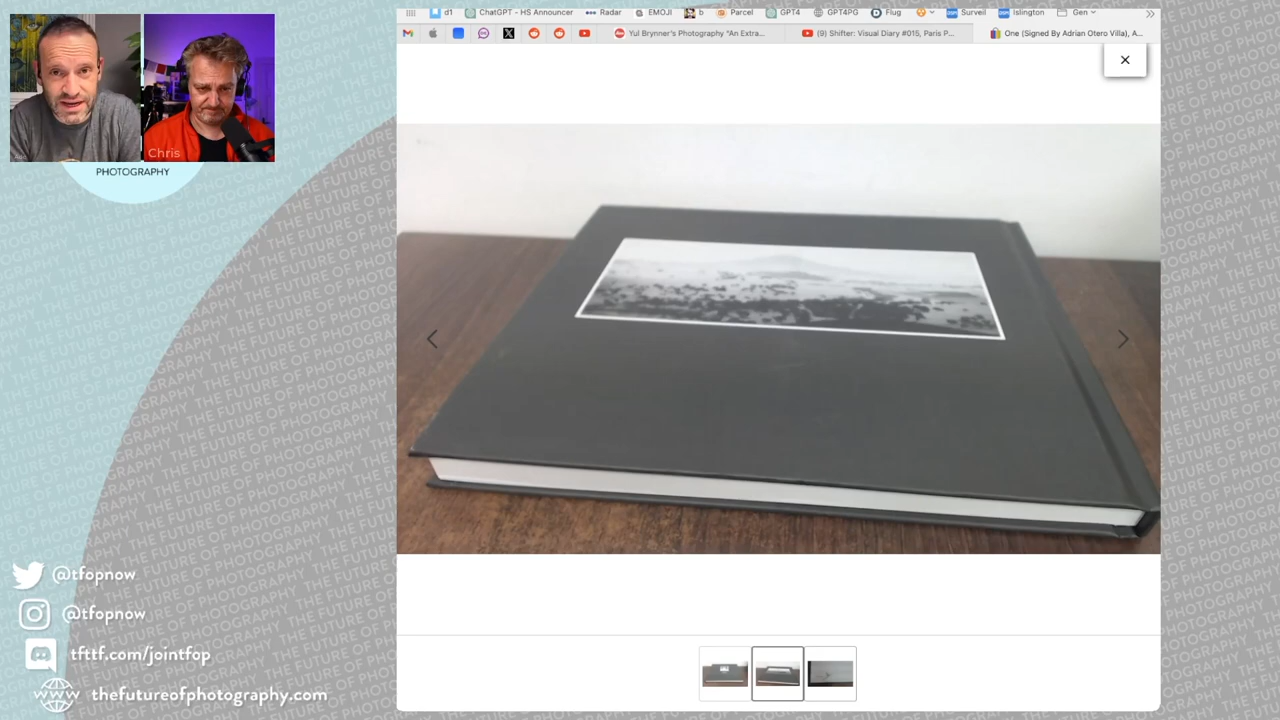 d1
ChatGPT - HS Announcer
Radar
EMOJI
b
Parcel
GPT4
GPT4PG
Flug
Surveil
Islington
Gen
Yul Brynner's Photography "An Extra...
(9) Shifter: Visual Diary #015, Paris P...
One (Signed By Adrian Otero Villa), A...
Chris
PHOTOGRAPHY
THE FUTURE OF PHOTOGRAPHY
@tfopnow
@tfopnow
tfttf.com/jointfop
www
thefutureofphotography.com